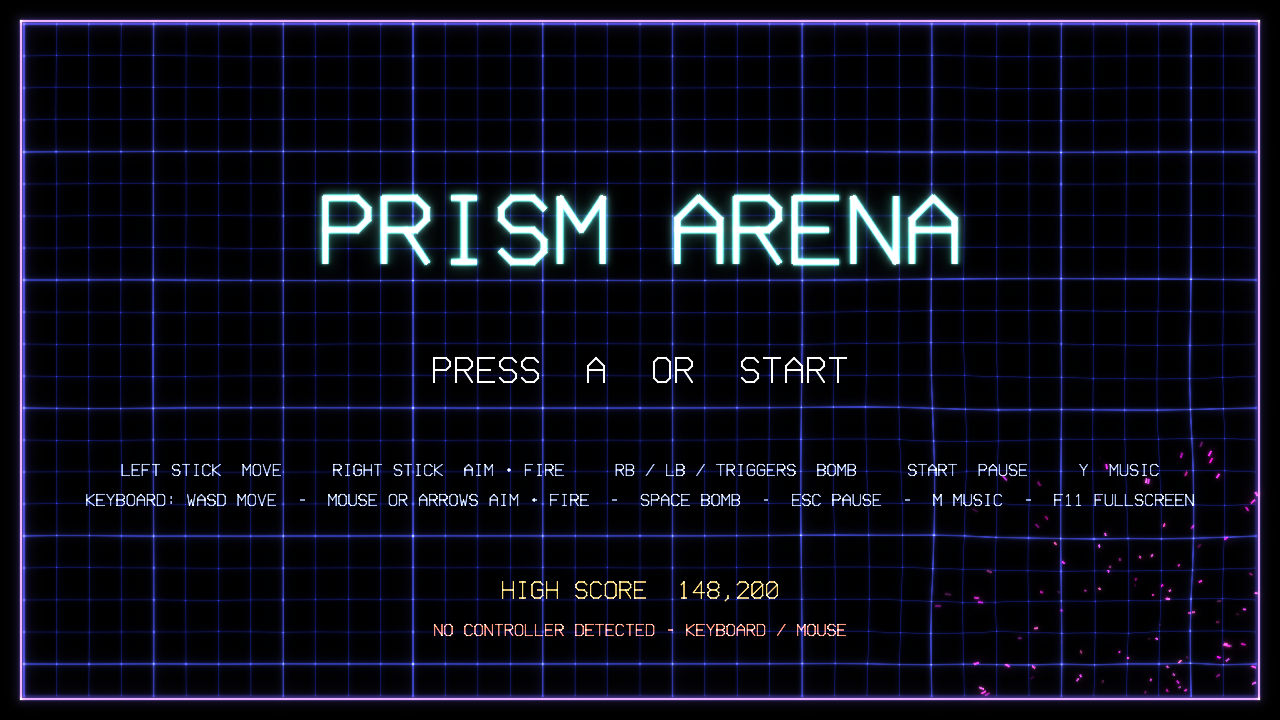 PRISM ARENA
PRESS A OR START
LEFT STICK MOVE RIGHT STICK AIM • FIRE RB / LB / TRIGGERS BOMB START PAUSE Y MUSIC
KEYBOARD: WASD MOVE - MOUSE OR ARROWS AIM • FIRE - SPACE BOMB - ESC PAUSE - M MUSIC - F11 FULLSCREEN
HIGH SCORE 148,200
NO CONTROLLER DETECTED - KEYBOARD / MOUSE